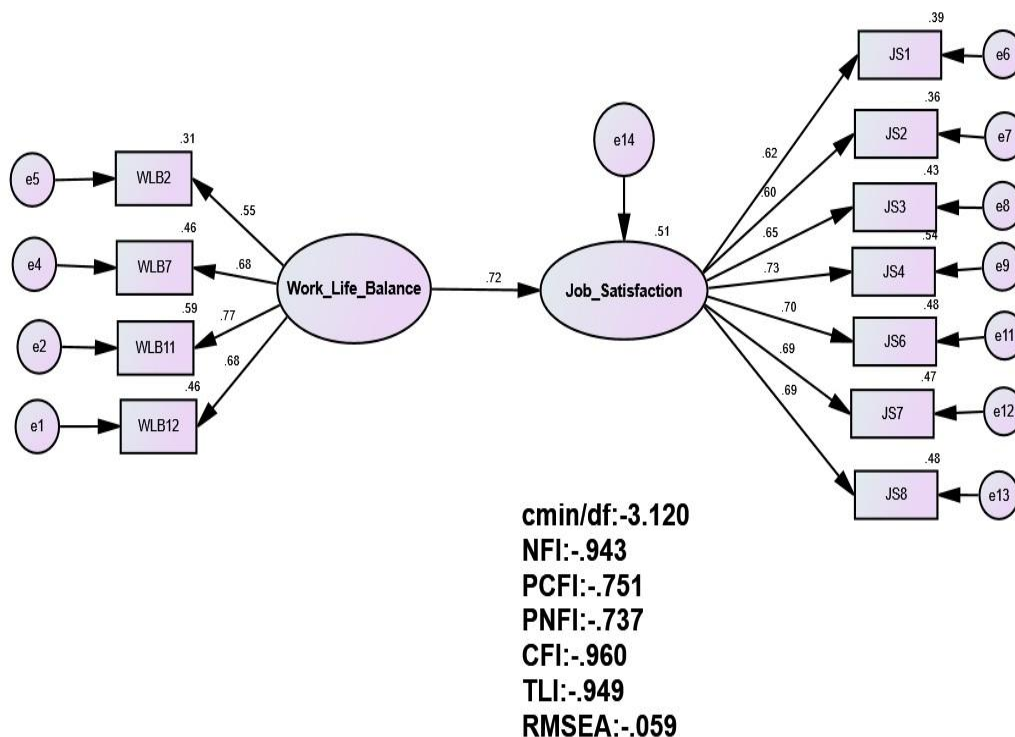 .31
e5
WLB2
.55
.46
e4
WLB7
.68
.59
e2
WLB11
.77
.46
e1
WLB12
.68
Work_Life_Balance
.72
e14
.51
Job_Satisfaction
.39
.62
JS1
e6
.36
.60
JS2
e7
.43
.65
JS3
e8
.54
.73
JS4
e9
.48
.70
JS6
e11
.47
.69
JS7
e12
.48
.69
JS8
e13
cmin/df:-3.120
NFI:-.943
PCFI:-.751
PNFI:-.737
CFI:-.960
TLI:-.949
RMSEA:-.059